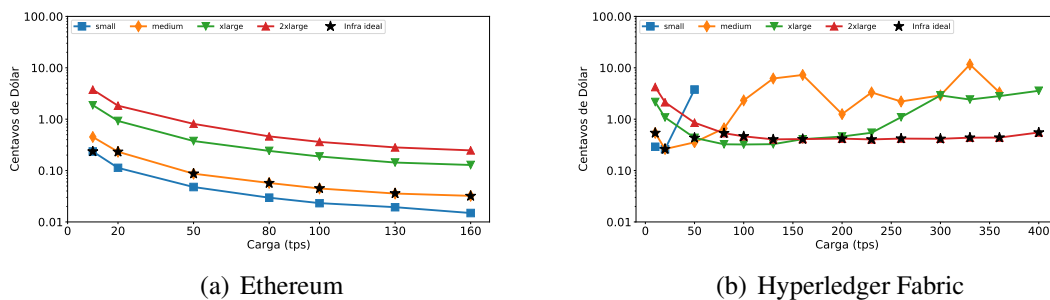 small medium xlarge 2xlarge Infra ideal
Centavos de Dólar
100.00
10.00
1.00
0.10
0.01
0 20 50 80 100 130 160
Carga (tps)
(a) Ethereum
small medium xlarge 2xlarge Infra ideal
Centavos de Dólar
100.00
10.00
1.00
0.10
0.01
0 50 100 150 200 250 300 350 400
Carga (tps)
(b) Hyperledger Fabric